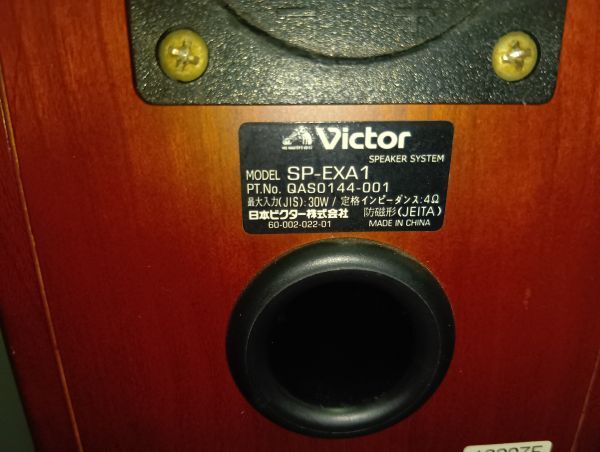 Victor
SPEAKER SYSTEM
MODEL SP-EXA1
PT.No. QAS0144-001
最大入力(JIS):30W/定格インピーダンス:4Ω
日本ビクター株式会社 防磁形(JEITA)
60-002-022-01 MADE IN CHINA